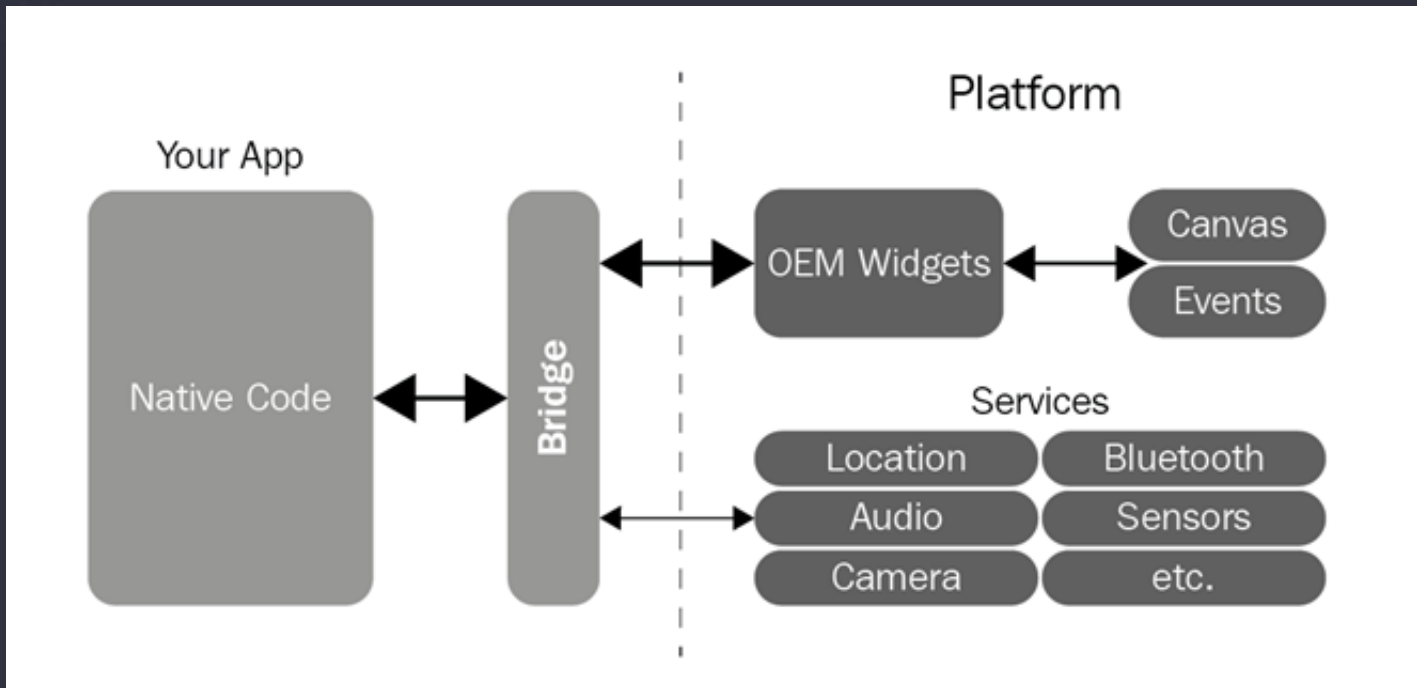 Platform
Your App
Native Code
Bridge
OEM Widgets
Canvas
Events
Services
Location
Bluetooth
Audio
Sensors
Camera
etc.